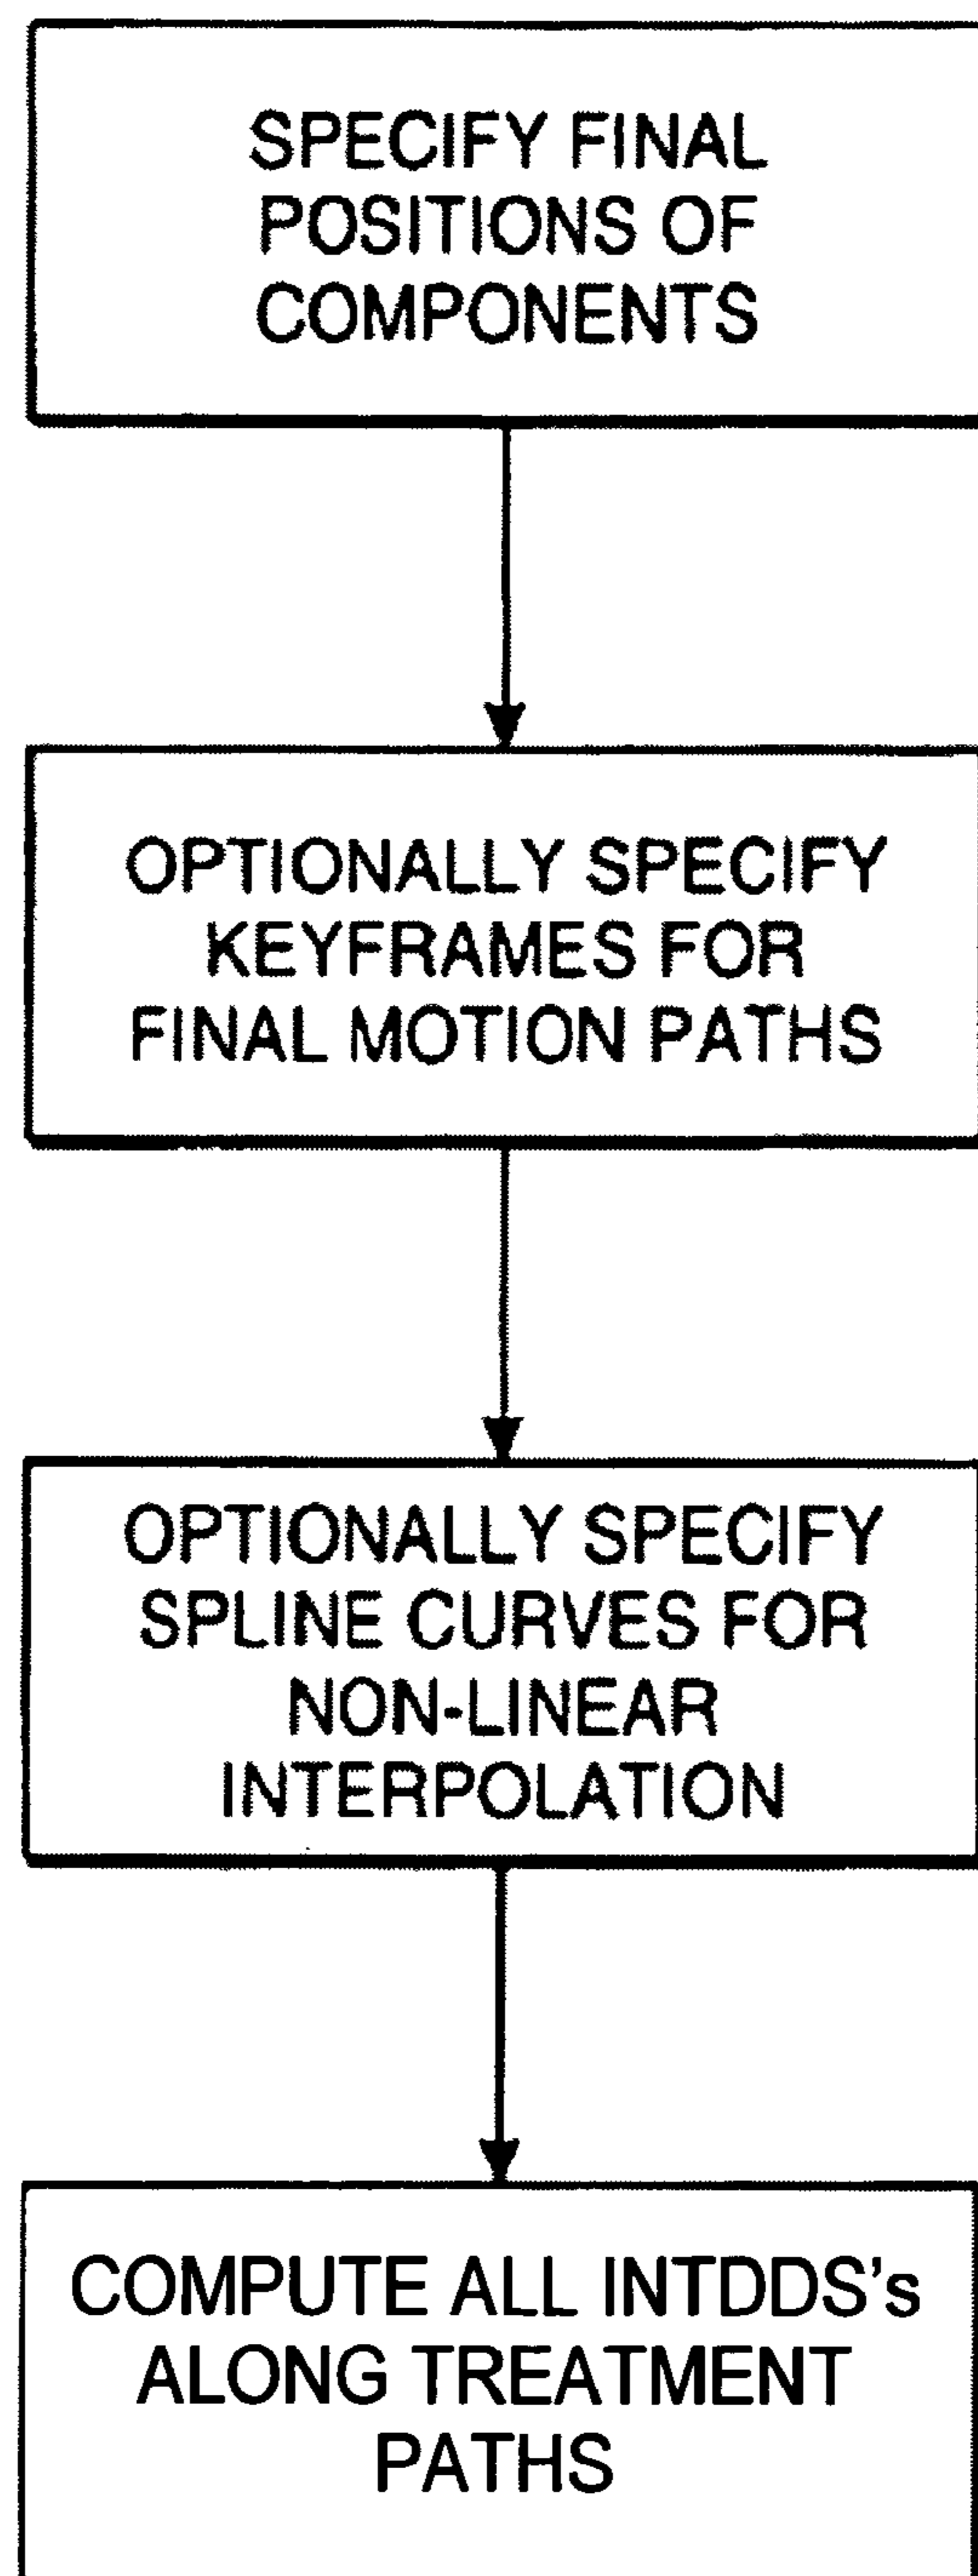 SPECIFY FINAL
POSITIONS OF
COMPONENTS
OPTIONALLY SPECIFY
KEYFRAMES FOR
FINAL MOTION PATHS
OPTIONALLY SPECIFY
SPLINE CURVES FOR
NON-LINEAR
INTERPOLATION
COMPUTE ALL INTDDS's
ALONG TREATMENT
PATHS